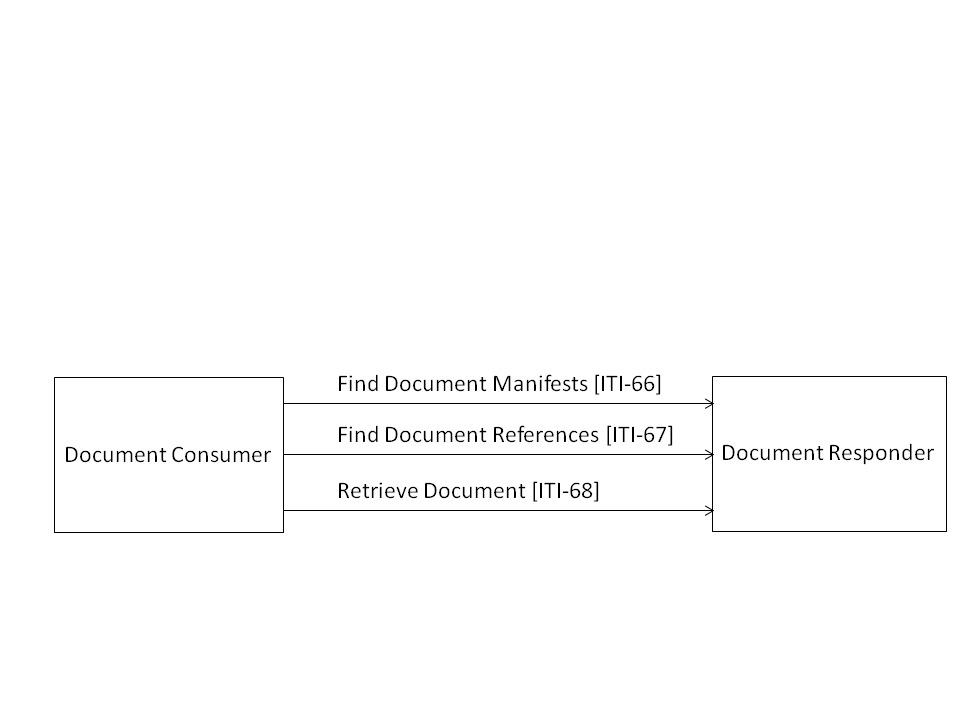 Find Document Manifests [ITI-66]
Find Document References [ITI-67]
Document Consumer
Document Responder
Retrieve Document [ITI-68]